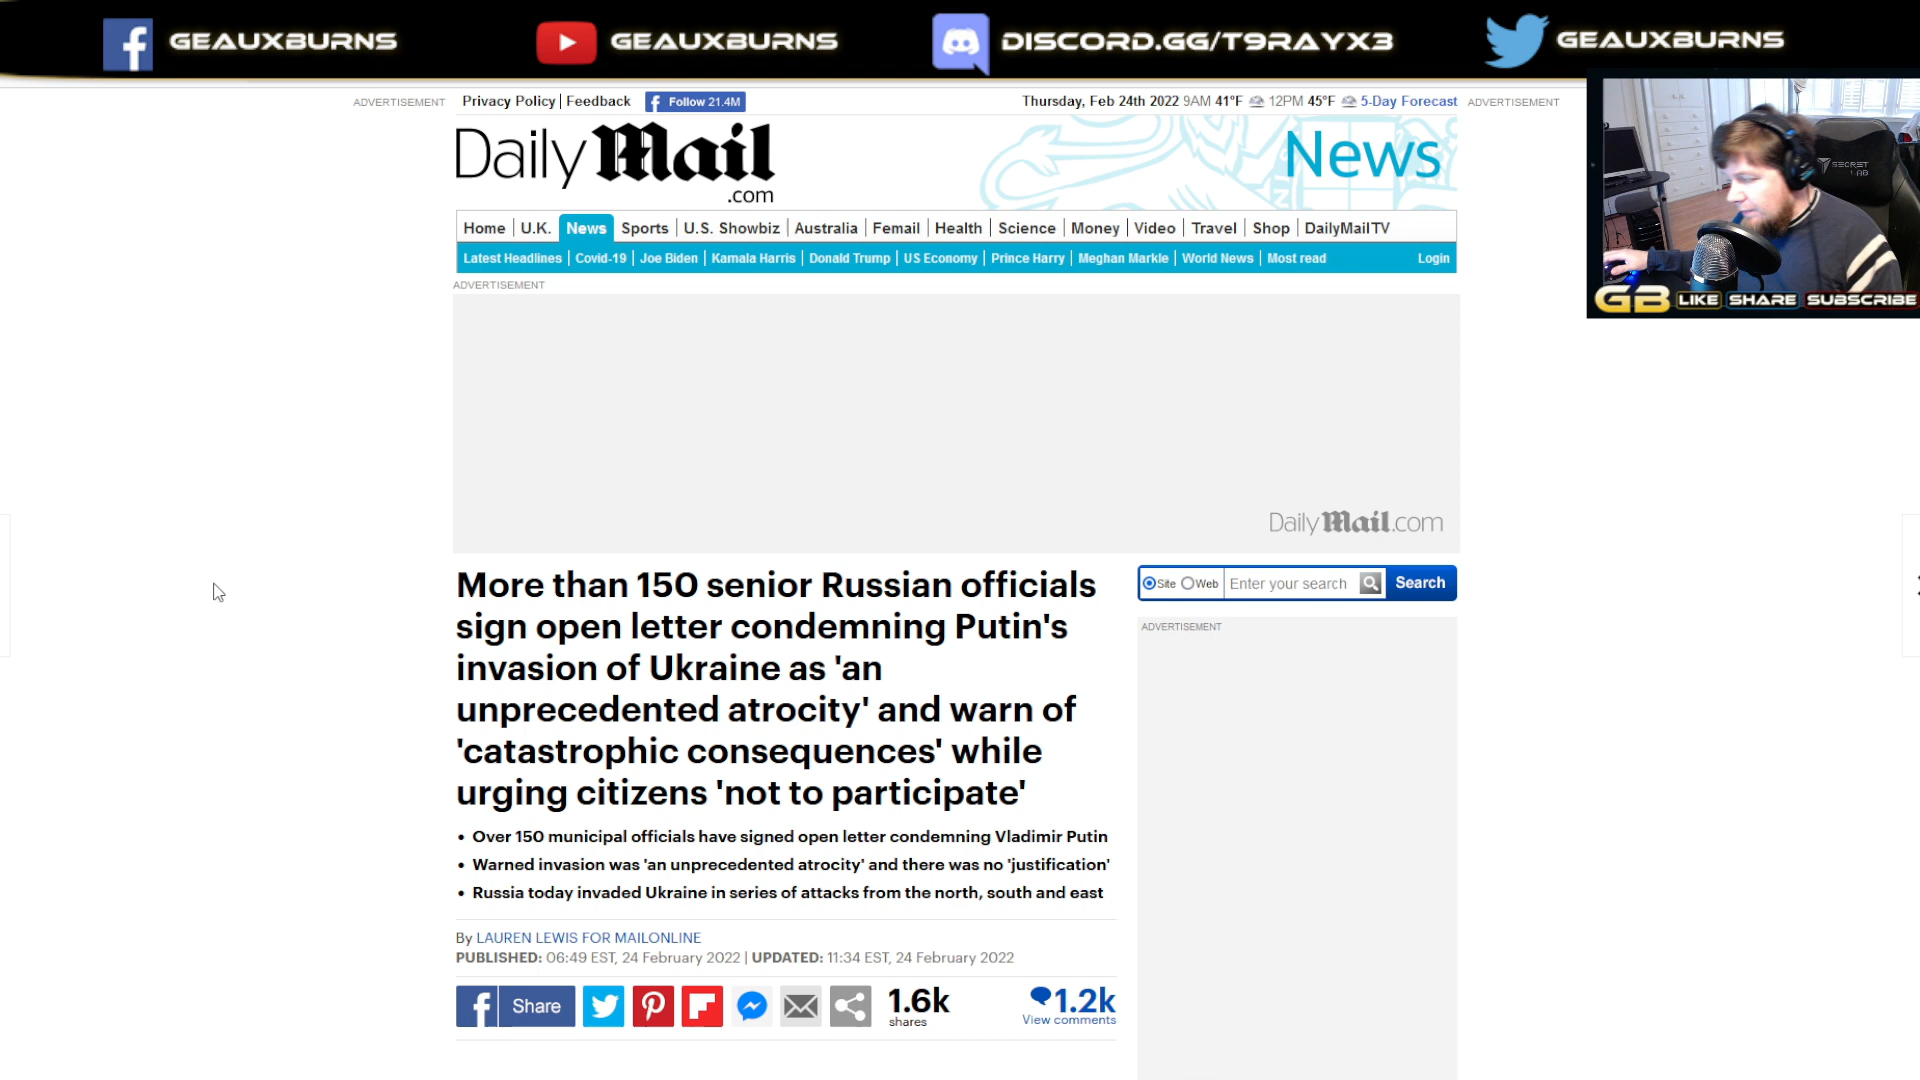 GEAUXBURNS
GEAUXBURNS
DISCORD.GG/T9RAYX3
GEAUXBURNS
ADVERTISEMENT
Privacy Policy | Feedback
Follow 21.4M
Thursday, Feb 24th 2022 9AM 41°F 12PM 45°F 5-Day Forecast
ADVERTISEMENT
Daily Mail
.com
News
Home | U.K. | News | Sports | U.S. Showbiz | Australia | Femail | Health | Science | Money | Video | Travel | Shop | DailyMailTV
Latest Headlines | Covid-19 | Joe Biden | Kamala Harris | Donald Trump | US Economy | Prince Harry | Meghan Markle | World News | Most read
Login
ADVERTISEMENT
SECRET
LAB
GB LIKE SHARE SUBSCRIBE
Daily Mail.com
More than 150 senior Russian officials
sign open letter condemning Putin's
invasion of Ukraine as 'an
unprecedented atrocity' and warn of
'catastrophic consequences' while
urging citizens 'not to participate'
Site Web Enter your search Search
ADVERTISEMENT
• Over 150 municipal officials have signed open letter condemning Vladimir Putin
• Warned invasion was 'an unprecedented atrocity' and there was no 'justification'
• Russia today invaded Ukraine in series of attacks from the north, south and east
By LAUREN LEWIS FOR MAILONLINE
PUBLISHED: 06:49 EST, 24 February 2022 | UPDATED: 11:34 EST, 24 February 2022
Share
1.6k
shares
1.2k
View comments